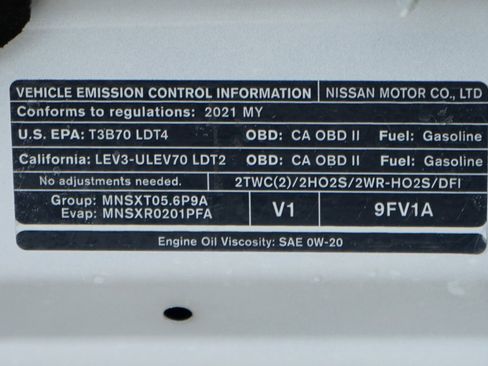 VEHICLE EMISSION CONTROL INFORMATION NISSAN MOTOR CO., LTD
Conforms to regulations: 2021 MY
U.S. EPA: T3B70 LDT4 OBD: CA OBD II Fuel: Gasoline
California: LEV3-ULEV70 LDT2 OBD: CA OBD II Fuel: Gasoline
No adjustments needed. 2TWC(2)/2HO2S/2WR-HO2S/DFI
Group: MNSXT05.6P9A
Evap: MNSXR0201PFA
V1 9FV1A
Engine Oil Viscosity: SAE 0W-20